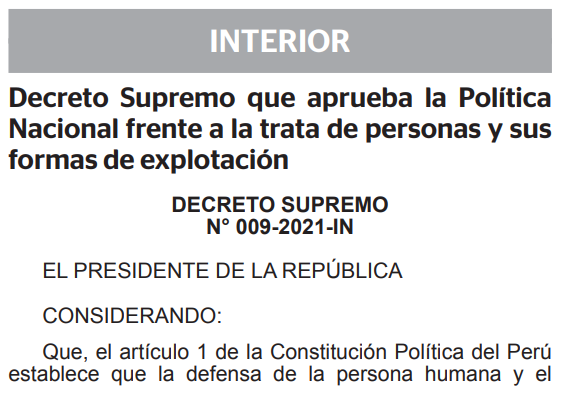 INTERIOR
Decreto Supremo que aprueba la Política
Nacional frente a la trata de personas y sus
formas de explotación
DECRETO SUPREMO
N° 009-2021-IN
EL PRESIDENTE DE LA REPÚBLICA
CONSIDERANDO:
Que, el artículo 1 de la Constitución Política del Perú
establece que la defensa de la persona humana y el